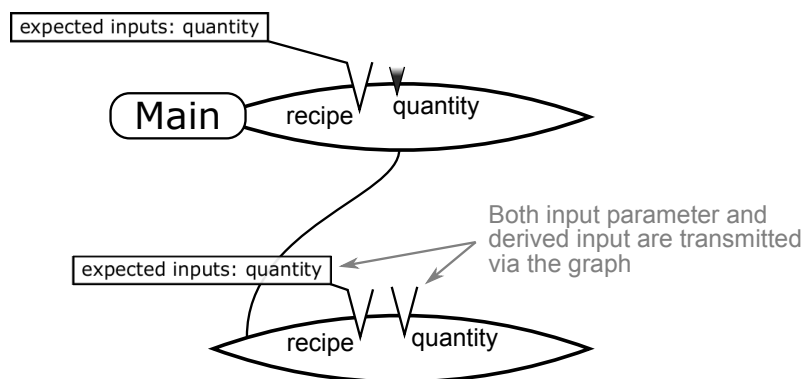 expected inputs: quantity
Main
recipe
quantity
Both input parameter and
derived input are transmitted
via the graph
expected inputs: quantity
recipe
quantity